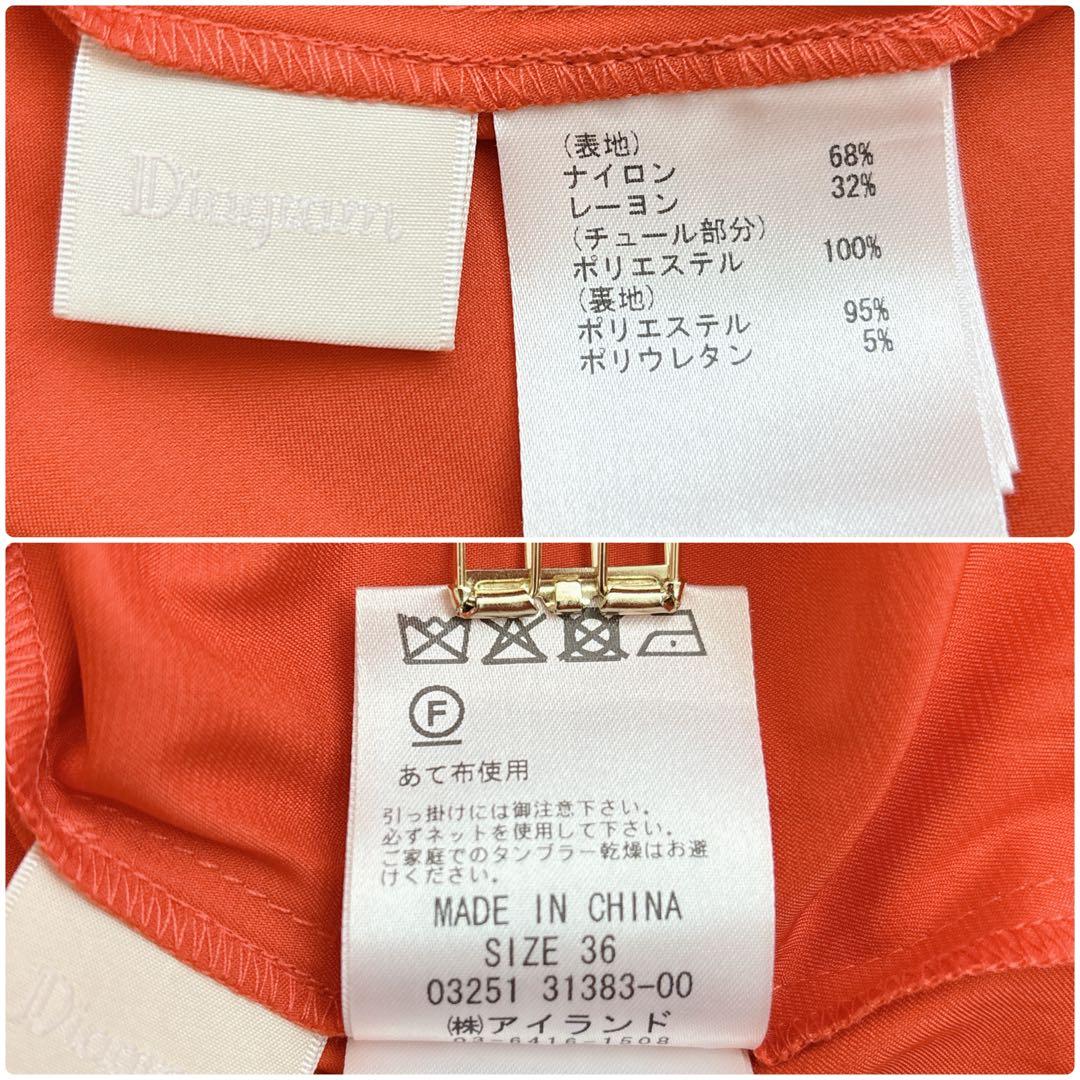 Diagram
(表地)
ナイロン 68%
レーヨン 32%
(チュール部分)
ポリエステル 100%
(裏地)
ポリエステル 95%
ポリウレタン 5%
F
あて布使用
引っ掛けには御注意下さい。
必ずネットを使用して下さい。
ご家庭でのタンブラー乾燥はお避
けください。
MADE IN CHINA
SIZE 36
03251 31383-00
(株)アイランド
03-6416-1508